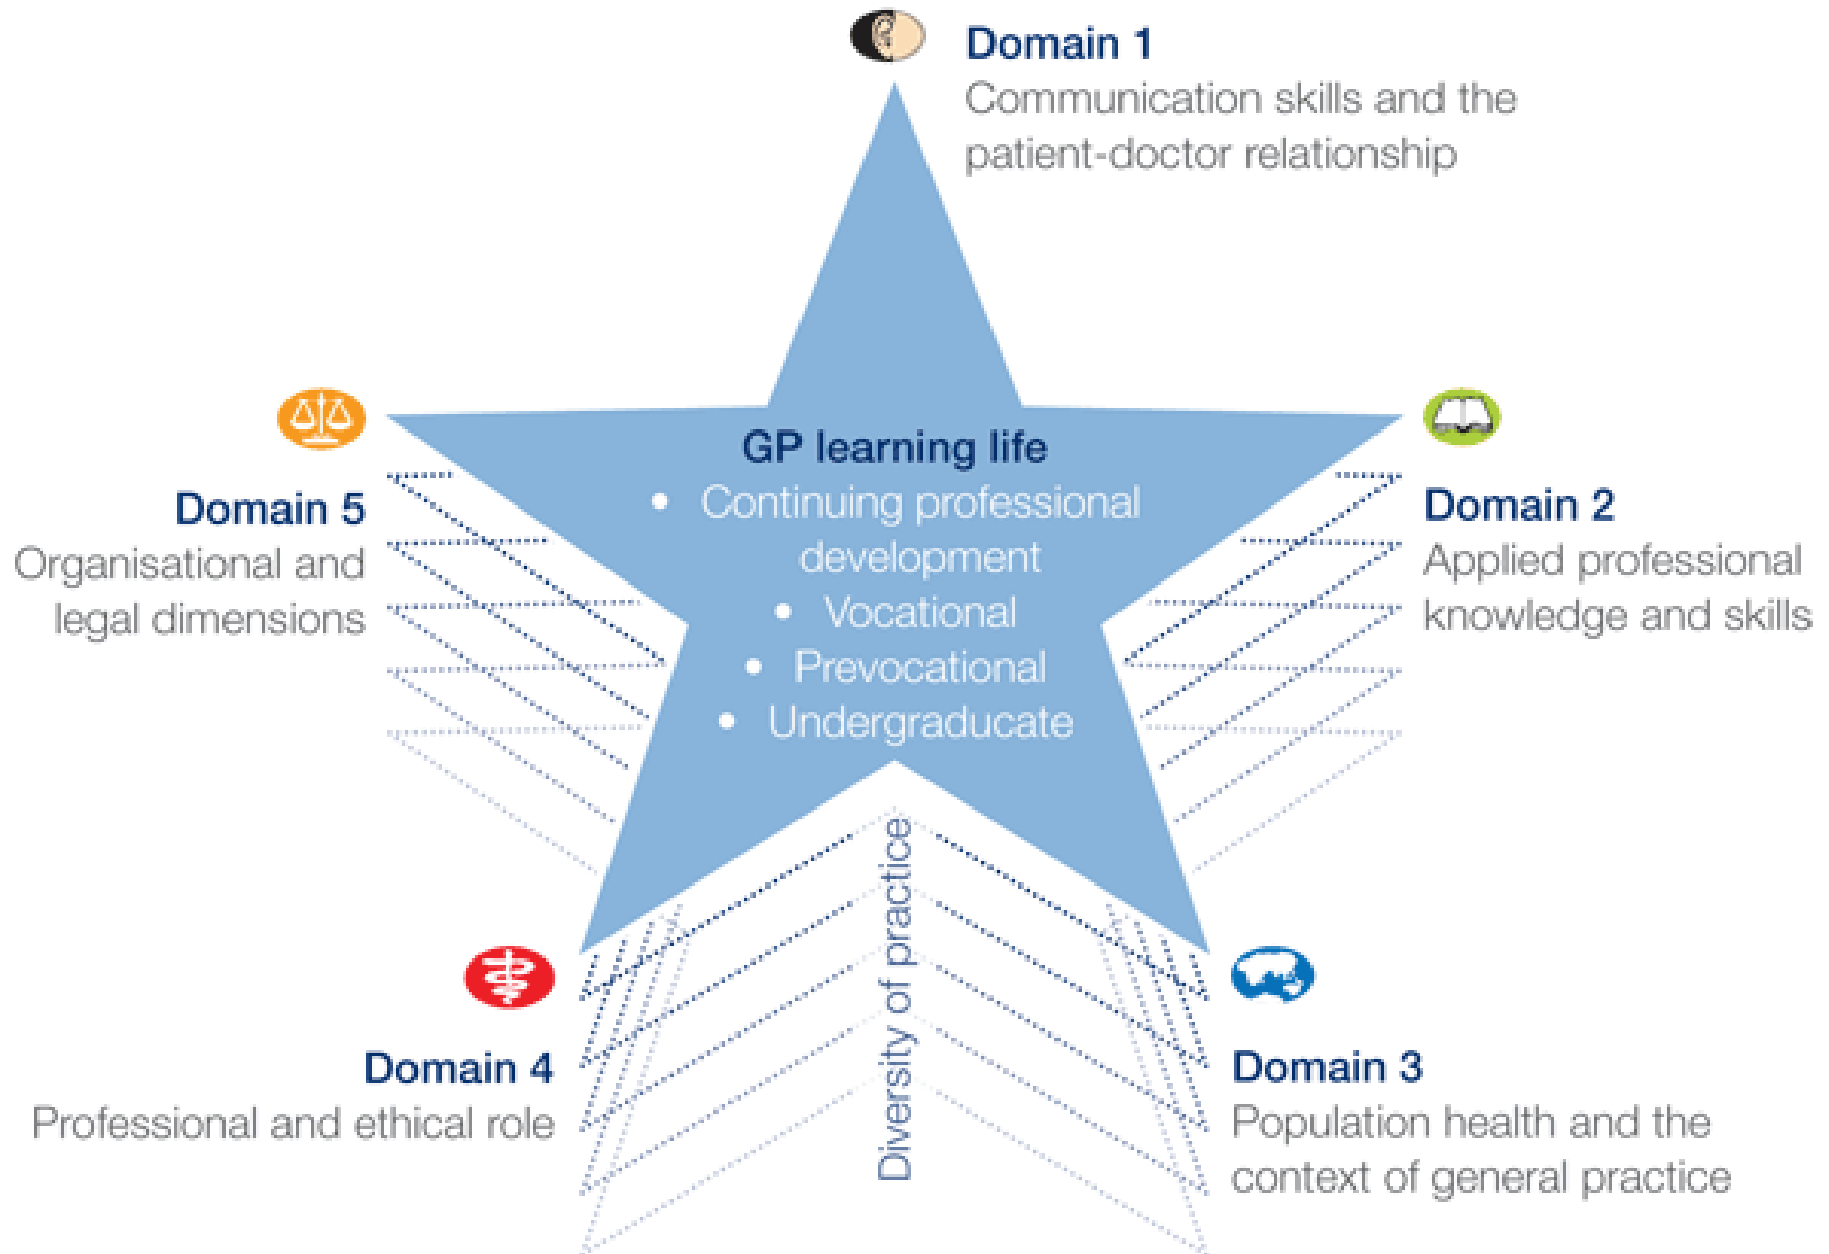 Domain 1
Communication skills and the
patient-doctor relationship
GP learning life
• Continuing professional
development
• Vocational
• Prevocational
• Undergraducate
Domain 5
Organisational and
legal dimensions
Domain 2
Applied professional
knowledge and skills
Diversity of practice
Domain 4
Professional and ethical role
Domain 3
Population health and the
context of general practice